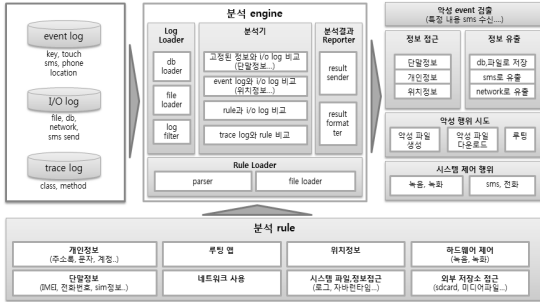 event log
key, touch
sms, phone
location
I/O log
file, db,
network,
sms send
trace log
class, method
분석 engine
Log
Loader
db
loader
file
loader
log
filter
분석기
고정된 정보와 i/o log 비교
(단말정보...)
event log와 i/o log 비교
(위치정보...)
rule과 i/o log 비교
trace log와 rule 비교
분석결과
Reporter
result
sender
result
format
ter
Rule Loader
parser
file loader
악성 event 검출
(특정 내용 sms 수신....)
정보 접근
단말정보
개인정보
위치정보
정보 유출
db,파일로 저장
sms로 유출
network로 유출
악성 행위 시도
악성 파일
생성
악성 파일
다운로드
루팅
시스템 제어 행위
녹음, 녹화
sms, 전화
분석 rule
개인정보
(주소록, 문자, 계정..)
루팅 앱
위치정보
하드웨어 제어
(녹음, 녹화)
단말정보
(IMEI, 전화번호, sim정보..)
네트워크 사용
시스템 파일,정보접근
(로그, 자바런타임...)
외부 저장소 접근
(sdcard, 미디어파일...)